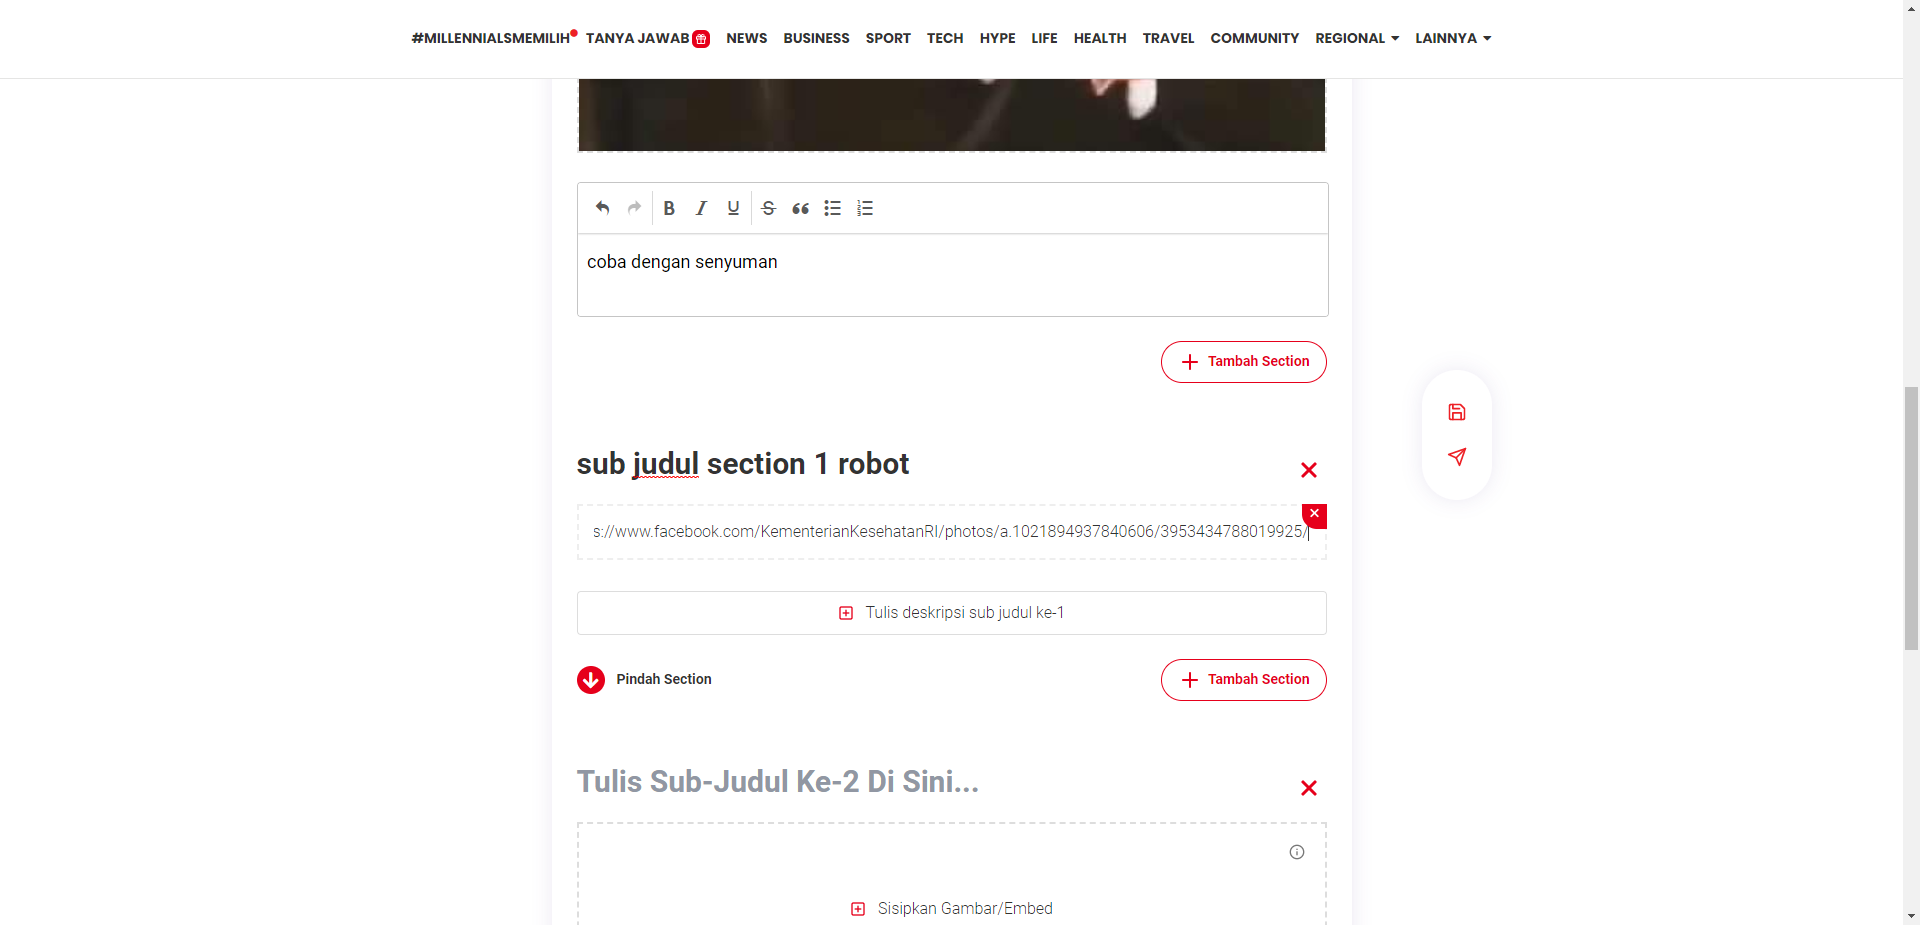 #MILLENNIALSMEMILIH TANYA JAWAB NEWS BUSINESS SPORT TECH HYPE LIFE HEALTH TRAVEL COMMUNITY REGIONAL LAINNYA
coba dengan senyuman
Tambah Section
sub judul section 1 robot
s://www.facebook.com/KementerianKesehatanRI/photos/a.1021894937840606/3953434788019925/
Tulis deskripsi sub judul ke-1
Pindah Section
Tambah Section
Tulis Sub-Judul Ke-2 Di Sini...
Sisipkan Gambar/Embed